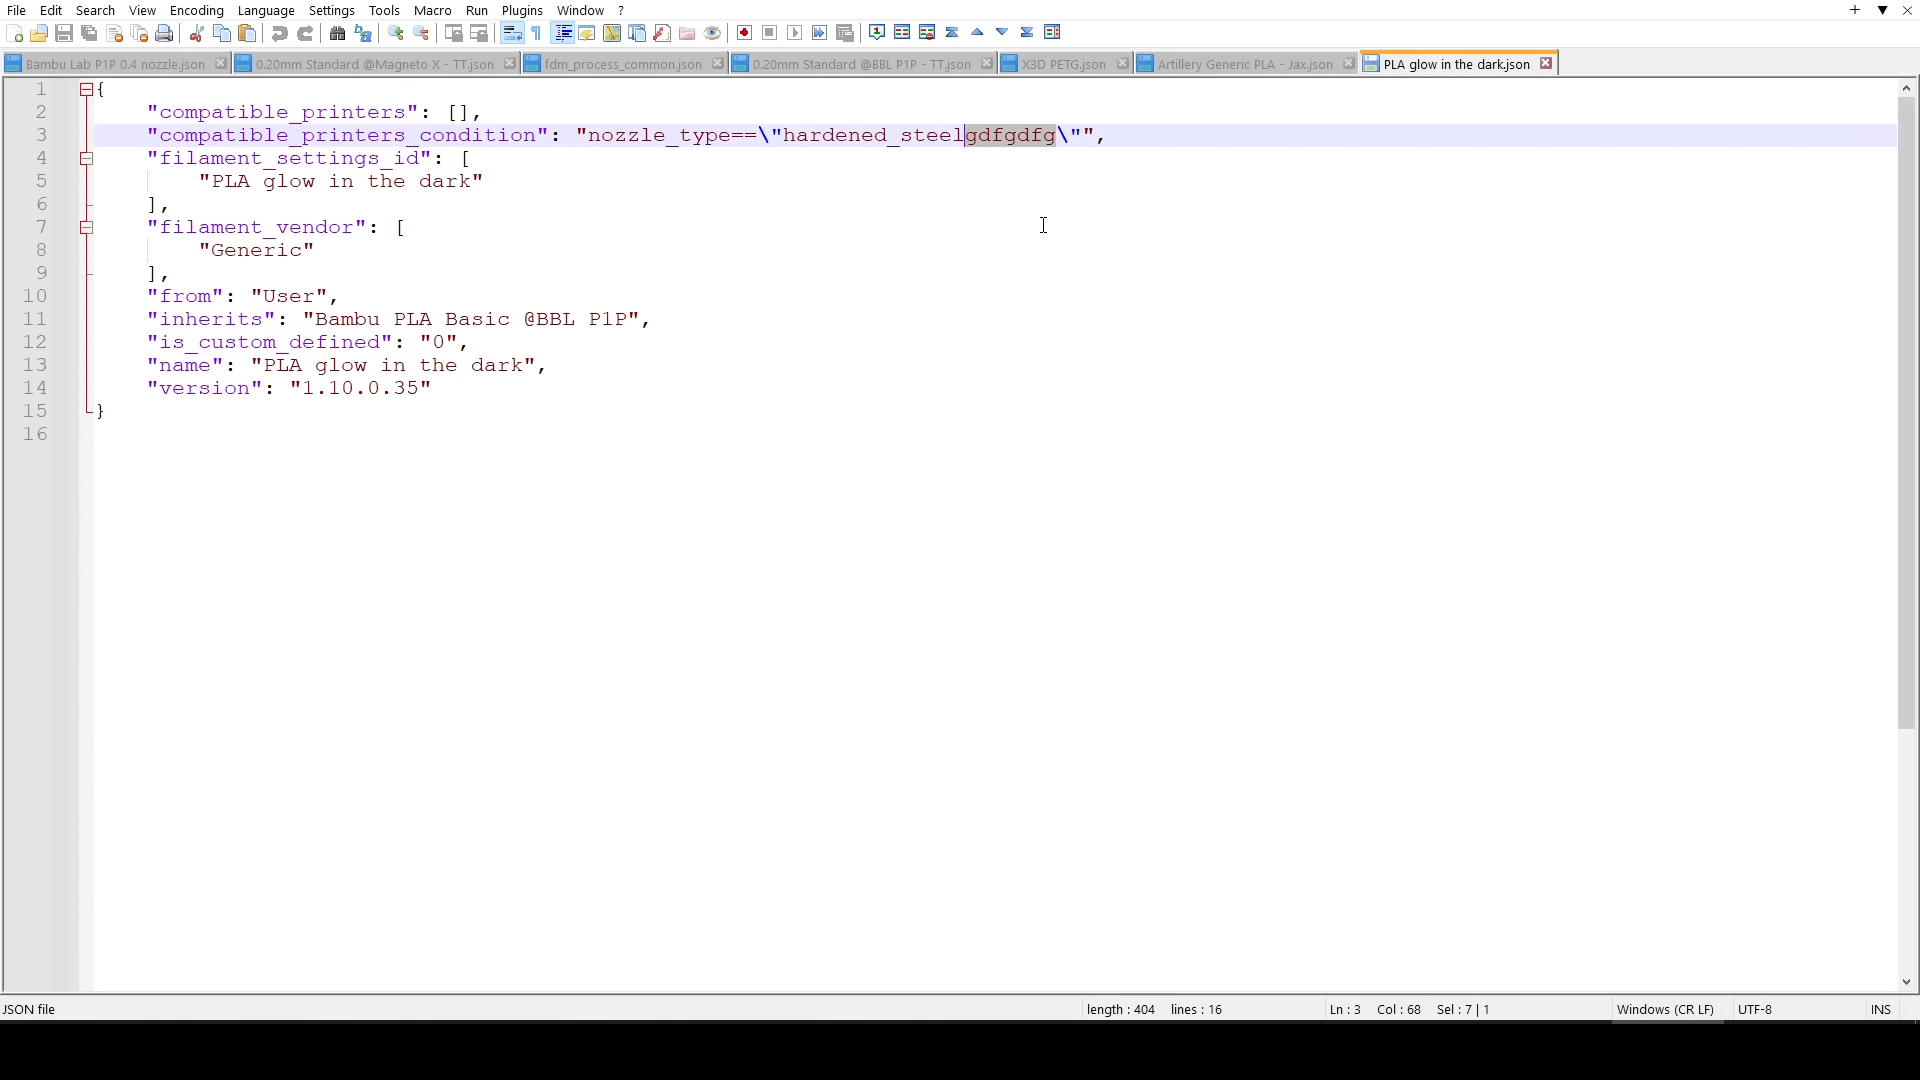 File Edit Search View Encoding Language Settings Tools Macro Run Plugins Window ?
Bambu Lab P1P 0.4 nozzle.json 0.20mm Standard @Magneto X - TT.json fdm_process_common.json 0.20mm Standard @BBL P1P - TT.json X3D PETG.json Artillery Generic PLA - Jax.json PLA glow in the dark.json
1 {
2 "compatible_printers": [],
3 "compatible_printers_condition": "nozzle_type==\"hardened_steelgdfgdfg\"",
4 "filament_settings_id": [
5 "PLA glow in the dark"
6 ],
7 "filament_vendor": [
8 "Generic"
9 ],
10 "from": "User",
11 "inherits": "Bambu PLA Basic @BBL P1P",
12 "is_custom_defined": "0",
13 "name": "PLA glow in the dark",
14 "version": "1.10.0.35"
15 }
16
JSON file length : 404 lines : 16 Ln : 3 Col : 68 Sel : 7 | 1 Windows (CR LF) UTF-8 INS